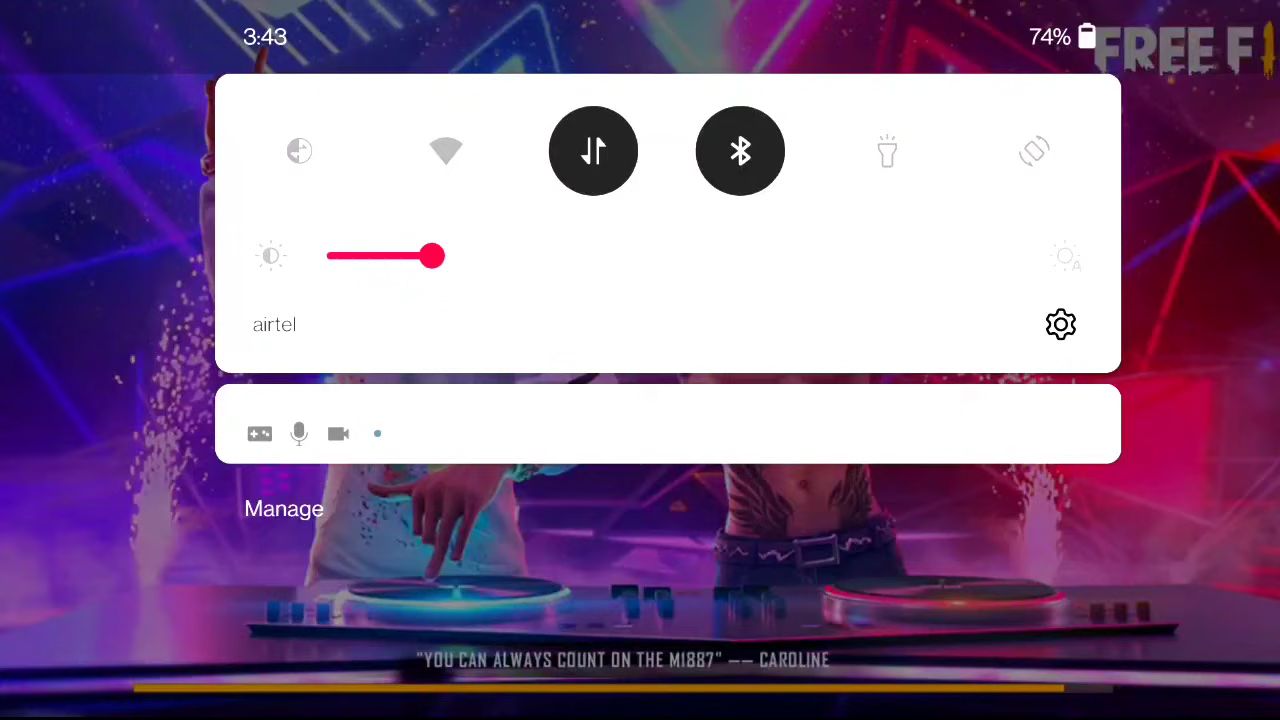 3:43
74%
FREE FI
airtel
Manage
"YOU CAN ALWAYS COUNT ON THE M1887" —— CAROLINE